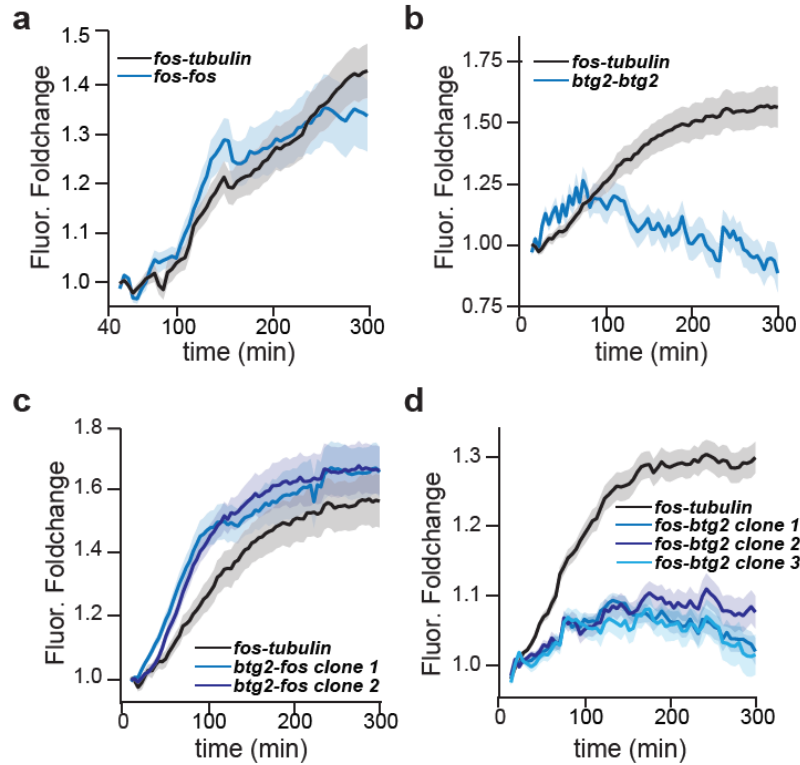 a
1.5
1.4
1.3
1.2
1.1
1.0
Fluor. Foldchange
fos-tubulin
fos-fos
40
100
200
300
time (min)
b
1.75
1.50
1.25
1.00
0.75
Fluor. Foldchange
fos-tubulin
btg2-btg2
0
100
200
300
time (min)
c
1.8
1.6
1.4
1.0
Fluor. Foldchange
fos-tubulin
btg2-fos clone 1
btg2-fos clone 2
0
100
200
300
time (min)
d
1.3
1.2
1.1
1.0
Fluor. Foldchange
fos-tubulin
fos-btg2 clone 1
fos-btg2 clone 2
fos-btg2 clone 3
0
100
200
300
time (min)